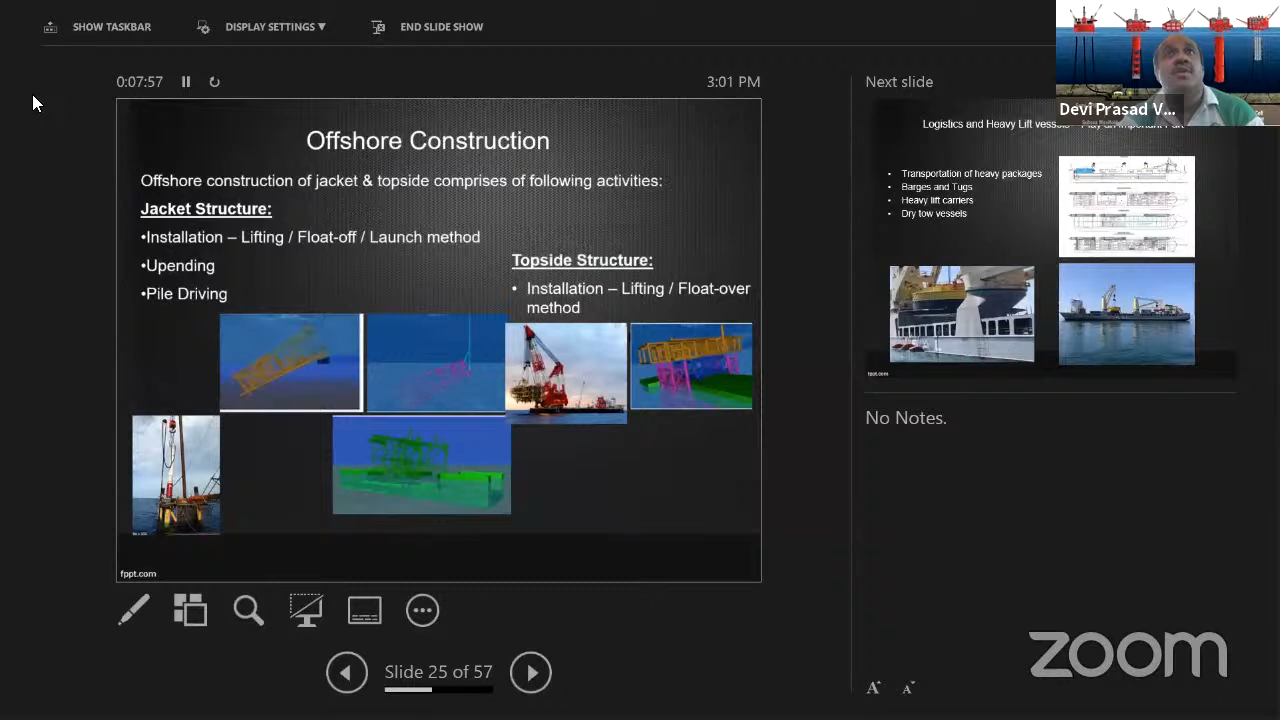 SHOW TASKBAR
DISPLAY SETTINGS ▼
END SLIDE SHOW
0:07:57
3:01 PM
Offshore Construction
Offshore construction of jacket & of following activities:
Jacket Structure:
•Installation – Lifting / Float-off / Launch method
•Upending
•Pile Driving
Topside Structure:
• Installation – Lifting / Float-over
method
fppt.com
Slide 25 of 57
Next slide
Devi Prasad V...
Logistics and Heavy Lift vessels
• Transportation of heavy packages
• Barges and Tugs
• Heavy lift carriers
• Dry tow vessels
fppt.com
No Notes.
zoom
A A